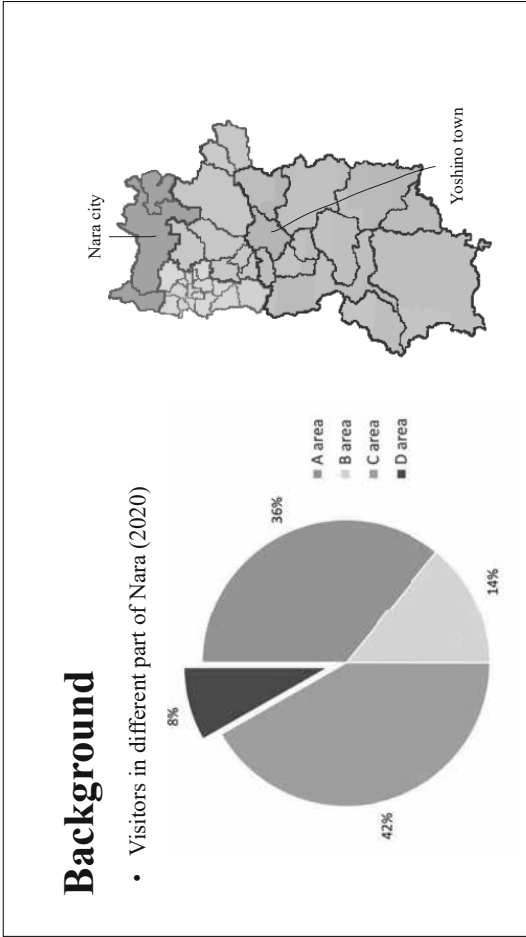 Background
• Visitors in different part of Nara (2020)
8%
36%
14%
42%
A area
B area
C area
D area
Nara city
Yoshino town